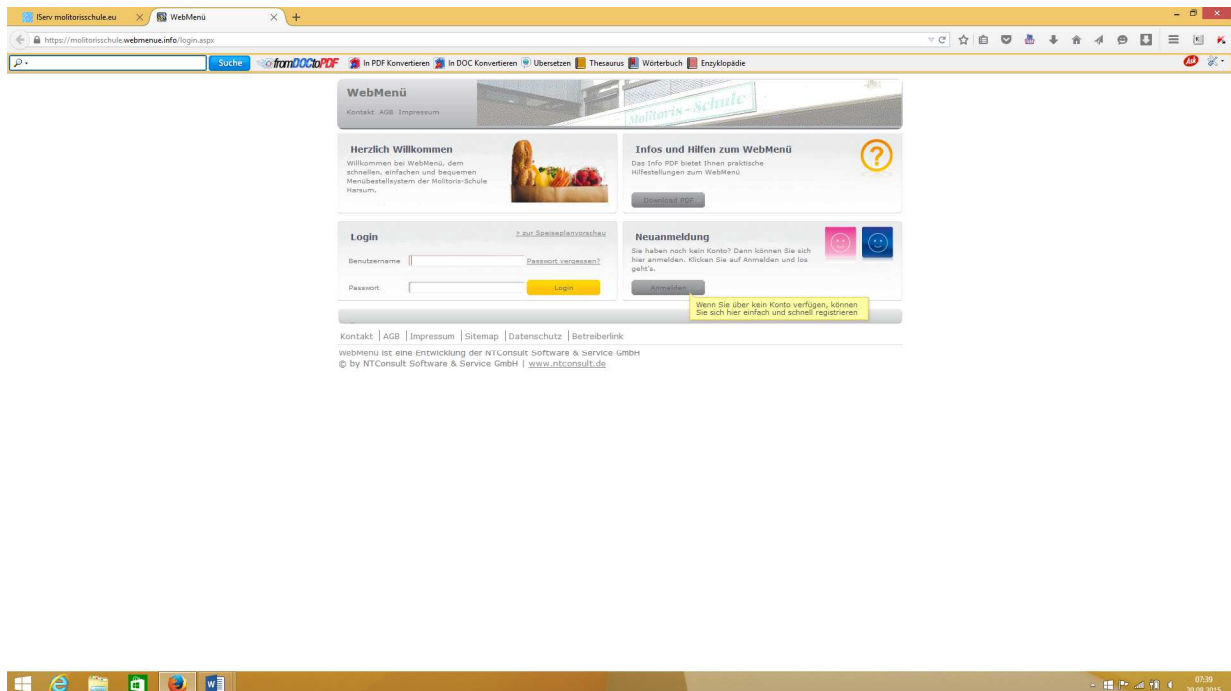 IServ molitorisschule.eu
WebMenü
https://molitorisschule.webmenue.info/login.aspx
Suche
fromDOCtoPDF
In PDF Konvertieren
In DOC Konvertieren
Übersetzen
Thesaurus
Wörterbuch
Enzyklopädie
Ask
WebMenü
Kontakt AGB Impressum
Molitoris-Schule
Herzlich Willkommen
Willkommen bei WebMenü, dem
schnellen, einfachen und bequemen
Menübestellsystem der Molitoris-Schule
Harsum.
Infos und Hilfen zum WebMenü
Das Info PDF bietet Ihnen praktische
Hilfestellungen zum WebMenü
Download PDF
Login
> zur Speiseplanvorschau
Benutzername
Passwort vergessen?
Passwort
Login
Neuanmeldung
Sie haben noch kein Konto? Dann können Sie sich
hier anmelden. Klicken Sie auf Anmelden und los
geht's.
Anmelden
Wenn Sie über kein Konto verfügen, können
Sie sich hier einfach und schnell registrieren
Kontakt | AGB | Impressum | Sitemap | Datenschutz | Betreiberlink
WebMenü ist eine Entwicklung der NTConsult Software & Service GmbH
© by NTConsult Software & Service GmbH | www.ntconsult.de
07:39
20.08.2015